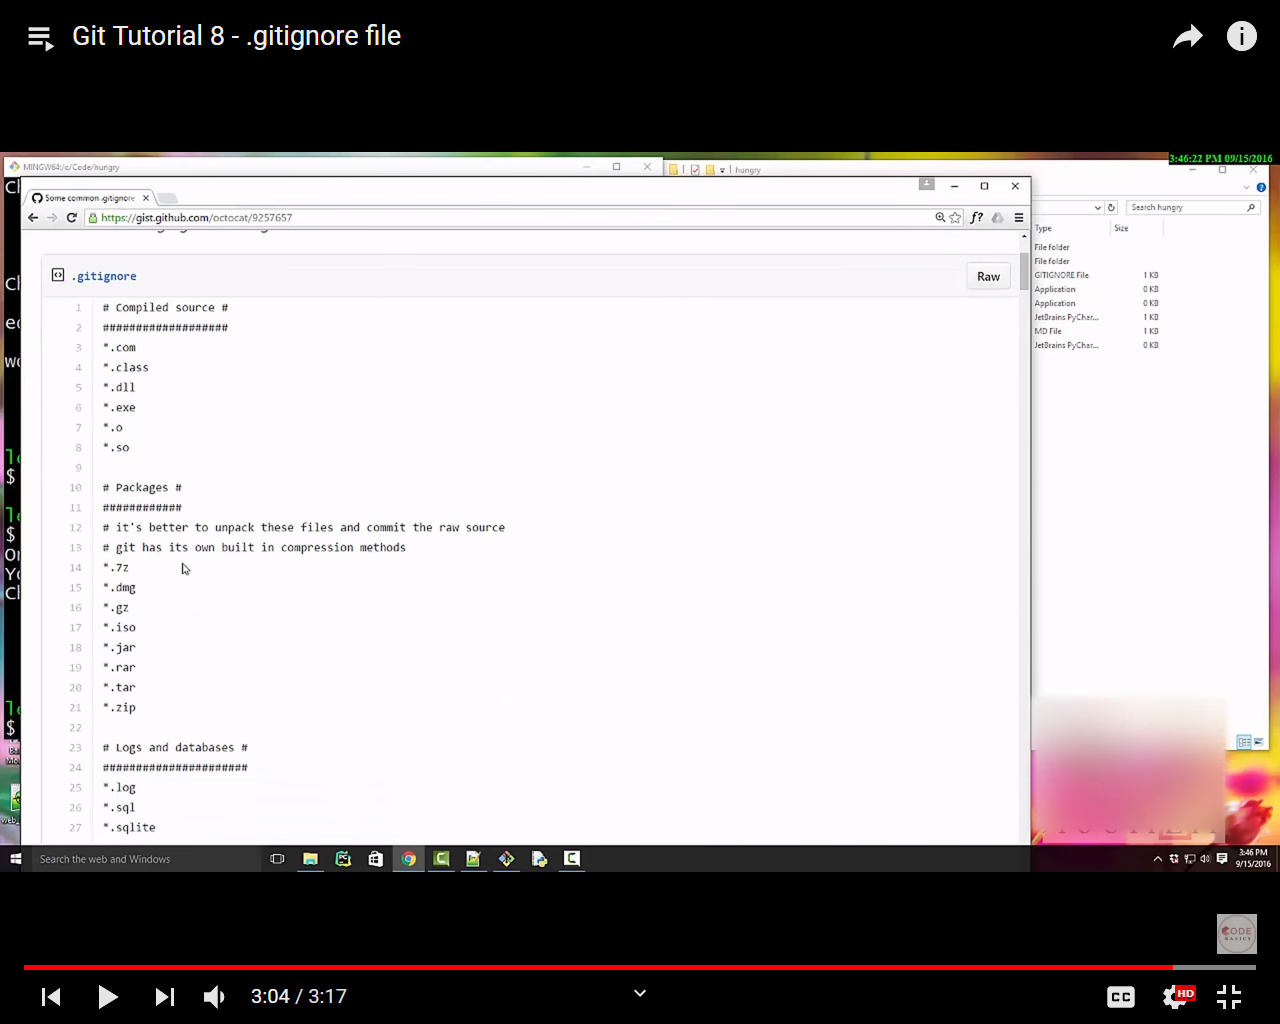 Git Tutorial 8 - .gitignore file
3:46:22 PM 09/15/2016
MINGW64:/c/Code/hungry
hungry
Some common .gitignore
https://gist.github.com/octocat/9257657
Search hungry
Type Size
File folder
File folder
GITIGNORE File 1 KB
Application 0 KB
Application 0 KB
JetBrains PyChar... 1 KB
MD File 1 KB
JetBrains PyChar... 0 KB
.gitignore
Raw
1 # Compiled source #
2 ###################
3 *.com
4 *.class
5 *.dll
6 *.exe
7 *.o
8 *.so
9
10 # Packages #
11 ############
12 # it's better to unpack these files and commit the raw source
13 # git has its own built in compression methods
14 *.7z
15 *.dmg
16 *.gz
17 *.iso
18 *.jar
19 *.rar
20 *.tar
21 *.zip
22
23 # Logs and databases #
24 ######################
25 *.log
26 *.sql
27 *.sqlite
$
$
$
Search the web and Windows
3:46 PM
9/15/2016
CODE
BASICS
3:04 / 3:17
CC
HD